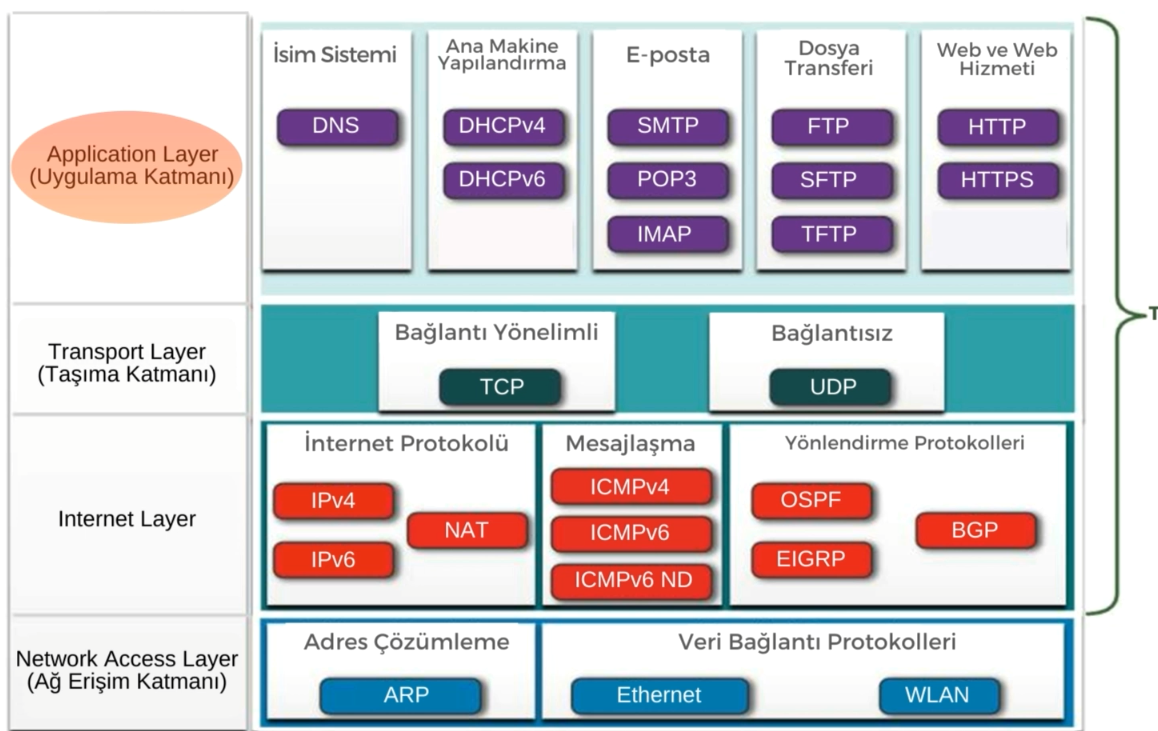 İsim Sistemi
DNS
Ana Makine
Yapılandırma
DHCPv4
DHCPv6
E-posta
SMTP
POP3
IMAP
Dosya
Transferi
FTP
SFTP
TFTP
Web ve Web
Hizmeti
HTTP
HTTPS
Application Layer
(Uygulama Katmanı)
Transport Layer
(Taşıma Katmanı)
Bağlantı Yönelimli
TCP
Bağlantısız
UDP
T
Internet Layer
İnternet Protokolü
IPv4
NAT
IPv6
Mesajlaşma
ICMPv4
ICMPv6
ICMPv6 ND
Yönlendirme Protokolleri
OSPF
BGP
EIGRP
Network Access Layer
(Ağ Erişim Katmanı)
Adres Çözümleme
ARP
Veri Bağlantı Protokolleri
Ethernet
WLAN